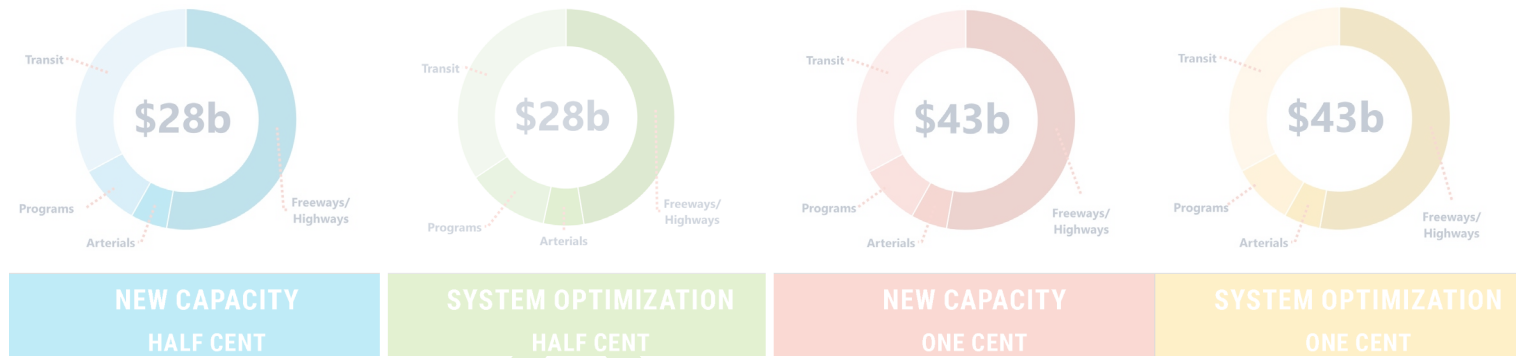 Transit
$28b
Programs
Arterials
Freeways/
Highways
NEW CAPACITY
HALF CENT
Transit
$28b
Programs
Arterials
Freeways/
Highways
SYSTEM OPTIMIZATION
HALF CENT
Transit
$43b
Programs
Arterials
Freeways/
Highways
NEW CAPACITY
ONE CENT
Transit
$43b
Programs
Arterials
Freeways/
Highways
SYSTEM OPTIMIZATION
ONE CENT